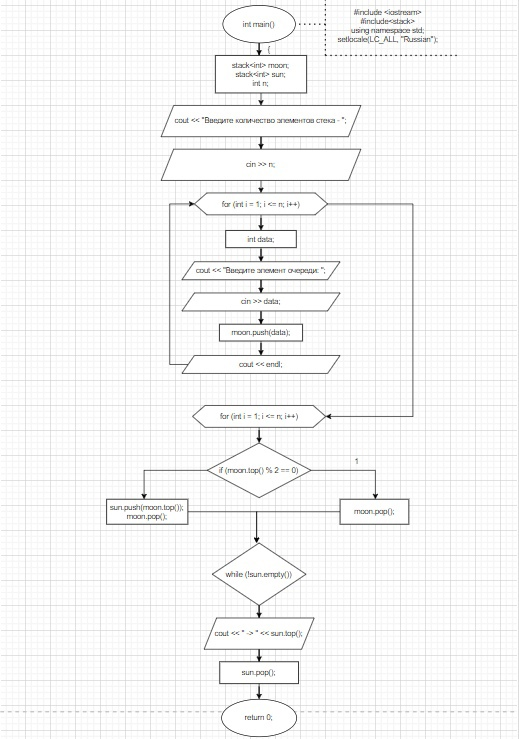 int main()
#include <iostream>
#include<stack>
using namespace std;
setlocale(LC_ALL, "Russian");
{
stack<int> moon;
stack<int> sun;
int n;
cout << "Введите количество элементов стека - ";
cin >> n;
for (int i = 1; i <= n; i++)
int data;
cout << "Введите элемент очереди: ";
cin >> data;
moon.push(data);
cout << endl;
for (int i = 1; i <= n; i++)
if (moon.top() % 2 == 0)
1
sun.push(moon.top());
moon.pop();
moon.pop();
while (!sun.empty())
cout << " -> " << sun.top();
sun.pop();
return 0;